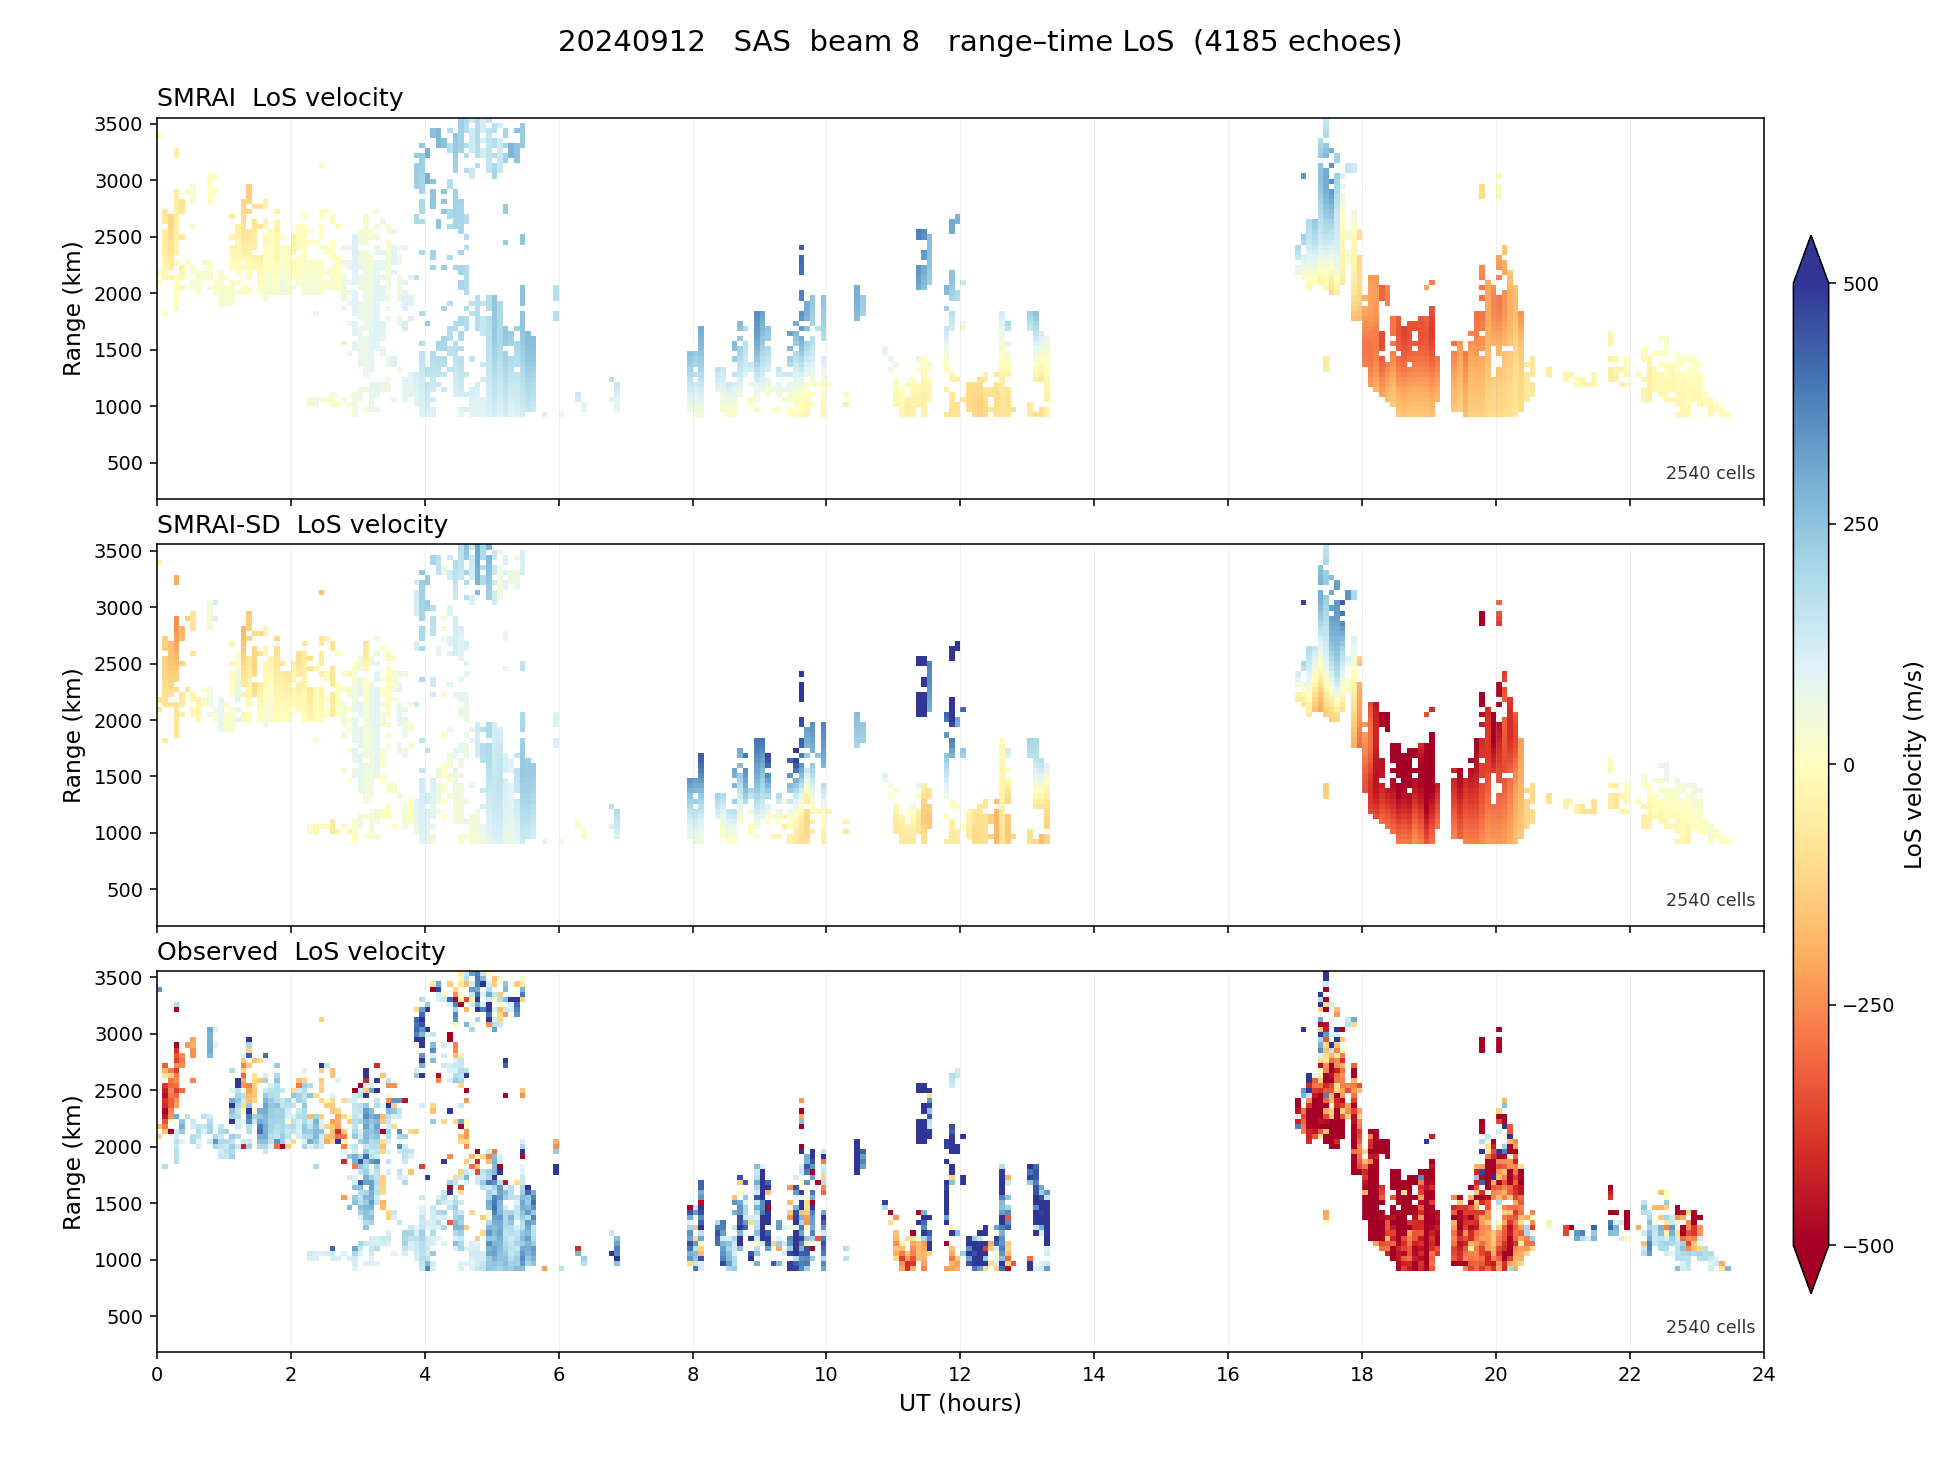 20240912   SAS  beam 8   range–time LoS  (4185 echoes)
SMRAI  LoS velocity
3500
3000
2500
2000
1500
1000
500
Range (km)
2540 cells
SMRAI-SD  LoS velocity
3500
3000
2500
2000
1500
1000
500
Range (km)
2540 cells
Observed  LoS velocity
3500
3000
2500
2000
1500
1000
500
Range (km)
2540 cells
0 2 4 6 8 10 12 14 16 18 20 22 24
UT (hours)
500
250
0
−250
−500
LoS velocity (m/s)